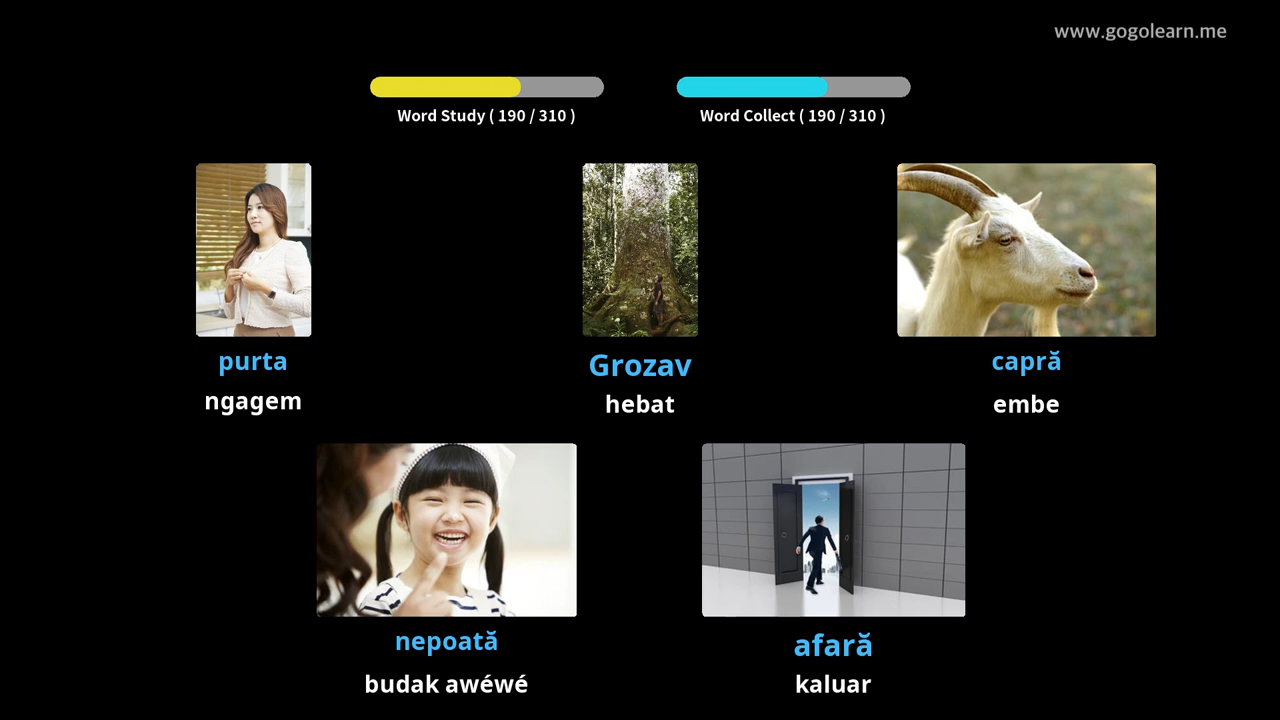 www.gogolearn.me
Word Study ( 190 / 310 )
Word Collect ( 190 / 310 )
purta
ngagem
Grozav
hebat
capră
embe
nepoată
budak awéwé
afară
kaluar